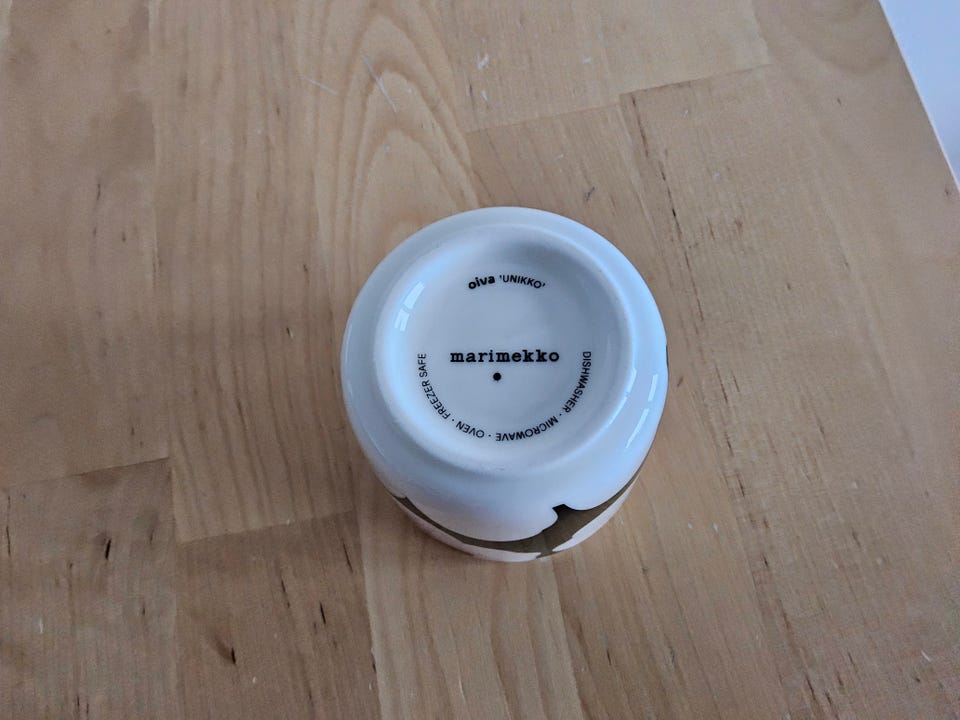 oiva 'UNIKKO'
marimekko
DISHWASHER · MICROWAVE · OVEN · FREEZER SAFE